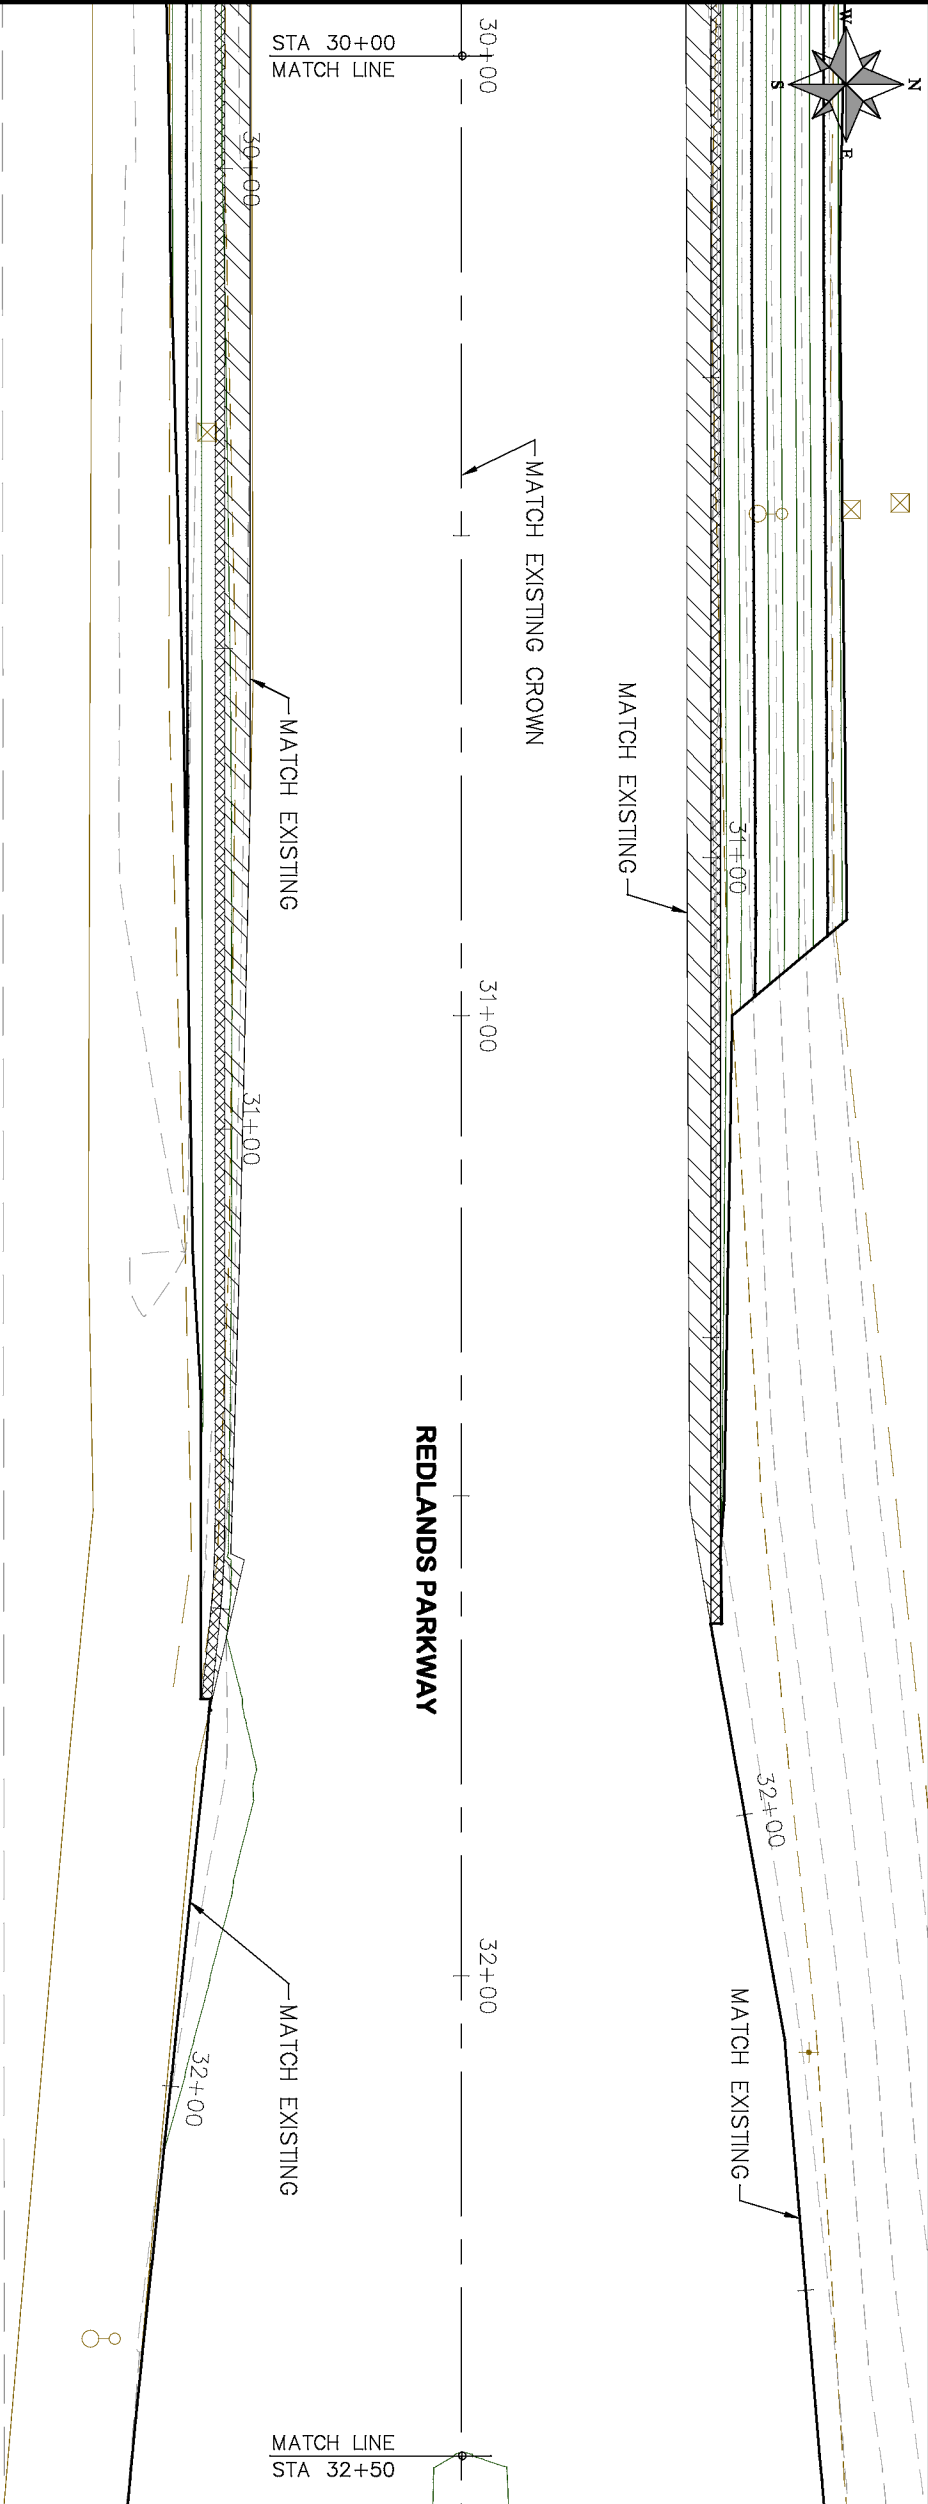 W
N
S
E
STA 30+00
MATCH LINE
30+00
30+00
MATCH EXISTING CROWN
MATCH EXISTING
MATCH EXISTING
31+00
31+00
31+00
REDLANDS PARKWAY
32+00
32+00
32+00
MATCH EXISTING
MATCH EXISTING
MATCH LINE
STA 32+50